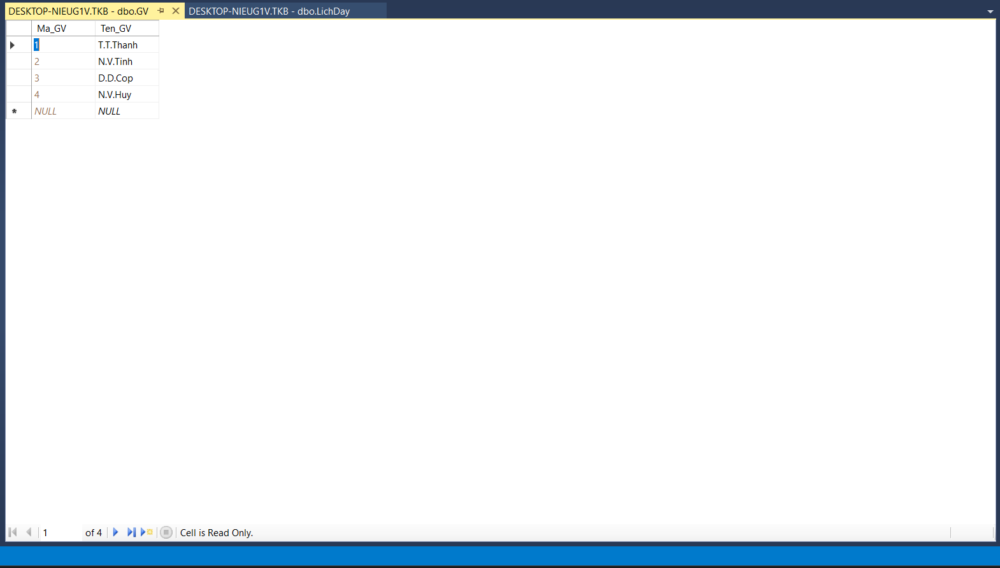 DESKTOP-NIEUG1V.TKB - dbo.GV DESKTOP-NIEUG1V.TKB - dbo.LichDay
Ma_GV Ten_GV
1 T.T.Thanh
2 N.V.Tinh
3 D.D.Cop
4 N.V.Huy
* NULL NULL
1 of 4 Cell is Read Only.